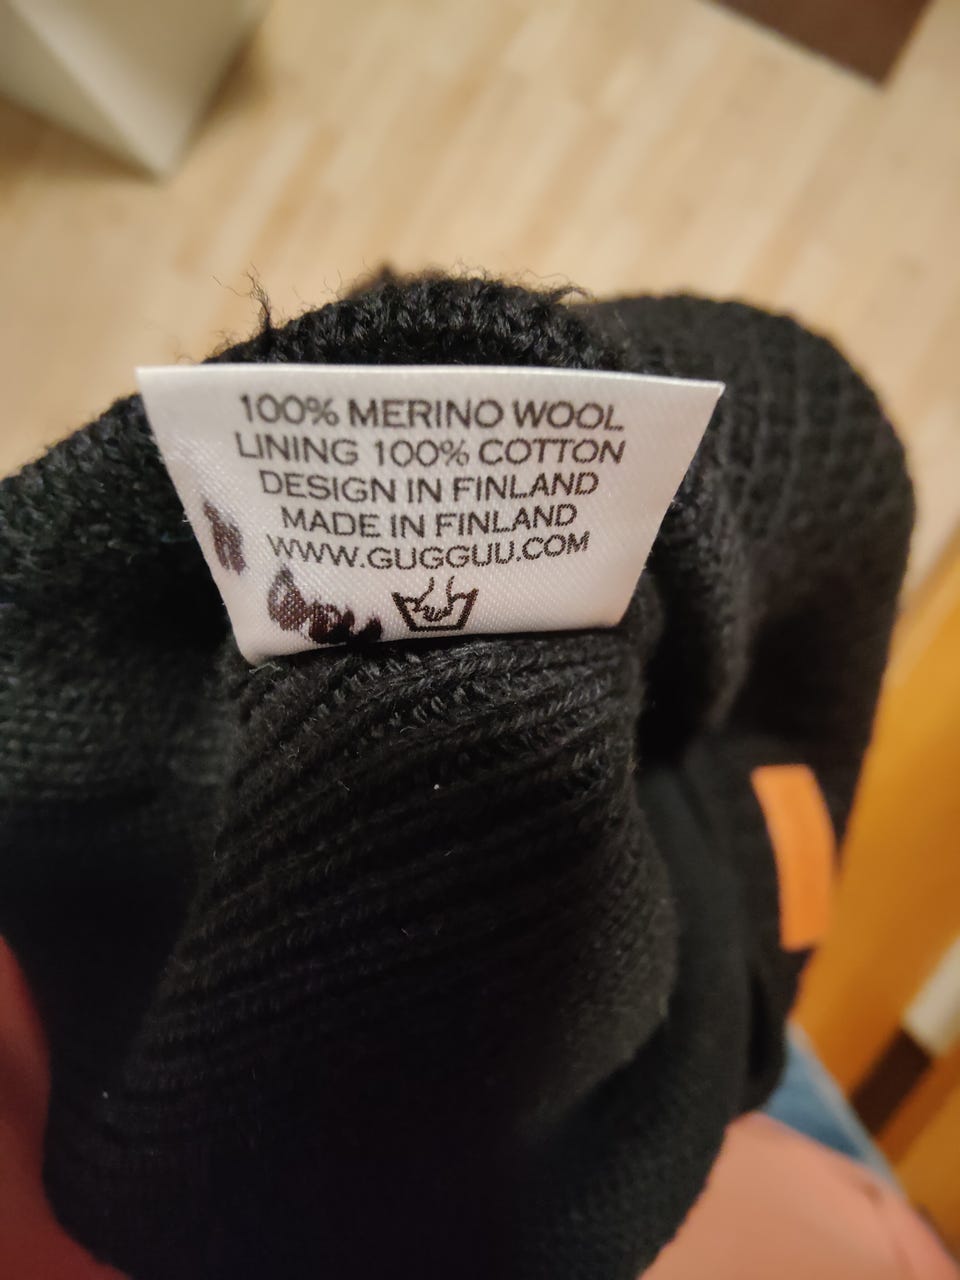 100% MERINO WOOL
LINING 100% COTTON
DESIGN IN FINLAND
MADE IN FINLAND
WWW.GUGGUU.COM